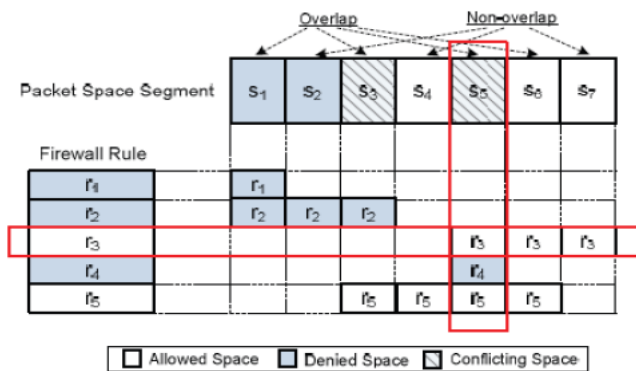 Overlap Non-overlap
Packet Space Segment s₁ s₂ s₃ s₄ s₅ s₆ s₇
Firewall Rule
r₁ r₁
r₂ r₂ r₂ r₂
r₃ r₃ r₃ r₃
r₄ r₄
r₅ r₅ r₅ r₅ r₅
Allowed Space Denied Space Conflicting Space